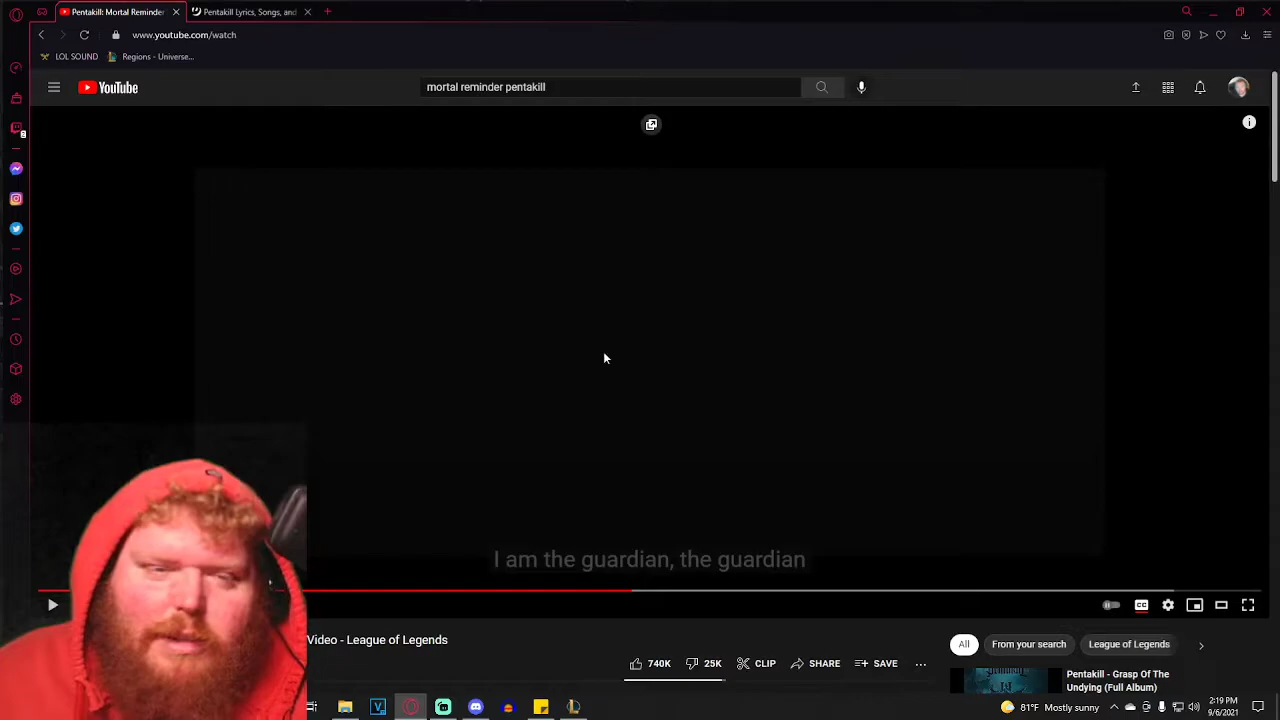 Pentakill: Mortal Reminder
Pentakill Lyrics, Songs, and
www.youtube.com/watch
LOL SOUND
Regions - Universe...
YouTube
mortal reminder pentakill
2
I am the guardian, the guardian
CC
Video - League of Legends
740K
25K
CLIP
SHARE
SAVE
All
From your search
League of Legends
Pentakill - Grasp Of The
Undying (Full Album)
81°F Mostly sunny
2:19 PM
9/6/2021